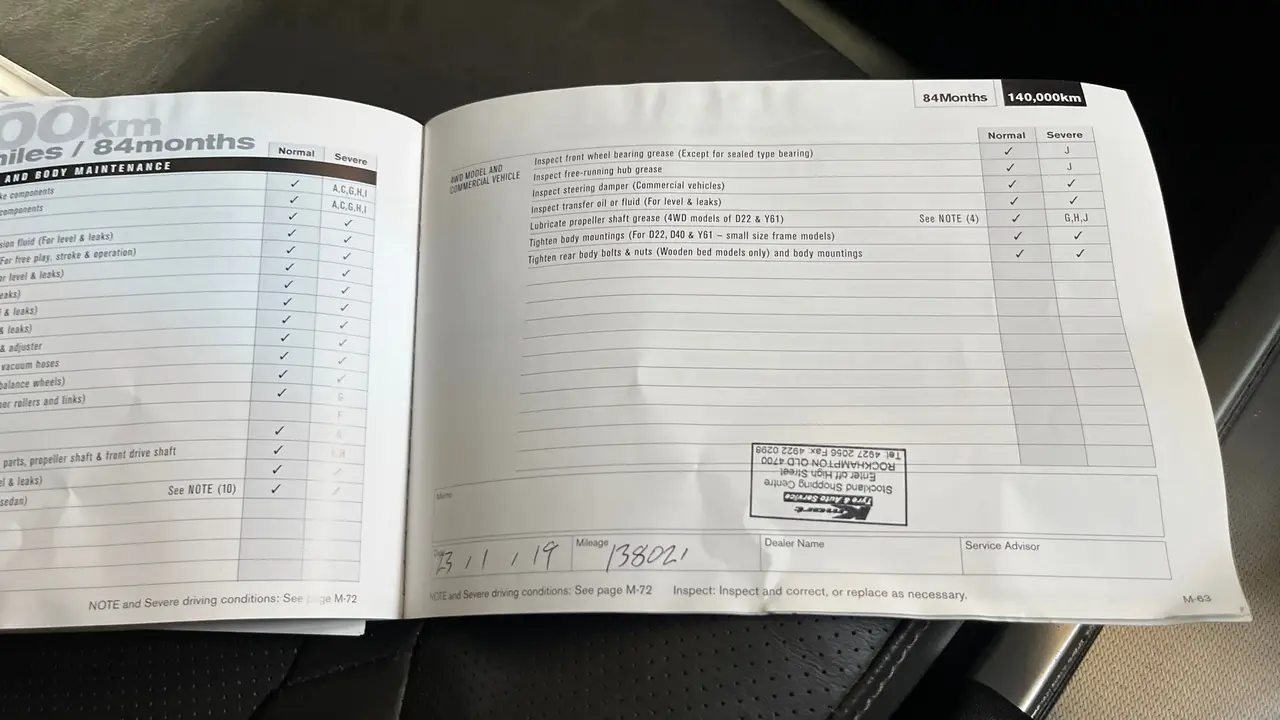 00km
niles / 84months
Normal Severe
AND BODY MAINTENANCE
ke components ✓ A,C,G,H,I
components ✓ A,C,G,H,I
✓ ✓
sion fluid (For level & leaks) ✓ ✓
For free play, stroke & operation) ✓ ✓
or level & leaks) ✓ ✓
eaks) ✓ ✓
& leaks) ✓ ✓
& leaks) ✓ ✓
& adjuster ✓ ✓
vacuum hoses ✓ ✓
balance wheels) ✓ ✓
oor rollers and links) ✓ G
F
✓
parts, propeller shaft & front drive shaft ✓
el & leaks) ✓ ✓
sedan) See NOTE (10) ✓ ✓
NOTE and Severe driving conditions: See page M-72
84Months 140,000km
Normal Severe
4WD MODEL AND
COMMERCIAL VEHICLE
Inspect front wheel bearing grease (Except for sealed type bearing) ✓ J
Inspect free-running hub grease ✓ J
Inspect steering damper (Commercial vehicles) ✓ ✓
Inspect transfer oil or fluid (For level & leaks) ✓ ✓
Lubricate propeller shaft grease (4WD models of D22 & Y61) See NOTE (4) ✓ G,H,J
Tighten body mountings (For D22, D40 & Y61 – small size frame models) ✓ ✓
Tighten rear body bolts & nuts (Wooden bed models only) and body mountings ✓ ✓
Kmart
Tyre & Auto Service
Stockland Shopping Centre
Enter off High Street
ROCKHAMPTON QLD 4700
Tel: 4927 2056 Fax: 4922 0298
Memo
Date 23 / 1 / 19 Mileage 138021 Dealer Name Service Advisor
NOTE and Severe driving conditions: See page M-72 Inspect: Inspect and correct, or replace as necessary.
M-63